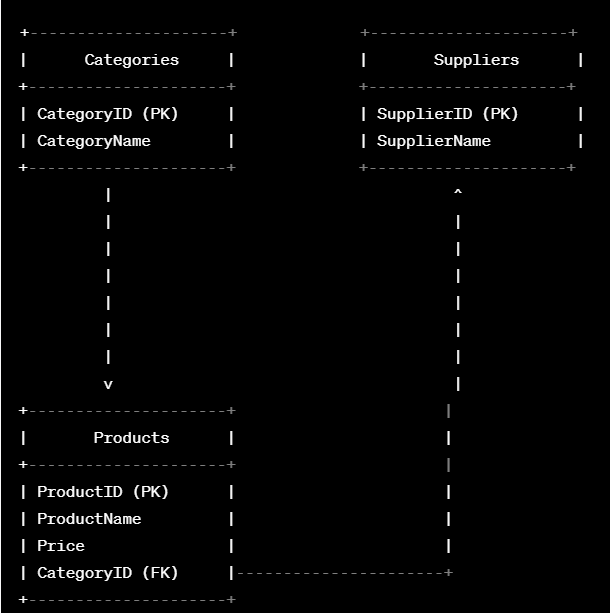 +---------------------+ +---------------------+
| Categories | | Suppliers |
+---------------------+ +---------------------+
| CategoryID (PK) | | SupplierID (PK) |
| CategoryName | | SupplierName |
+---------------------+ +---------------------+
| ^
| |
| |
| |
| |
| |
| |
v |
+---------------------+ |
| Products | |
+---------------------+ |
| ProductID (PK) | |
| ProductName | |
| Price | |
| CategoryID (FK) |----------------------+
+---------------------+